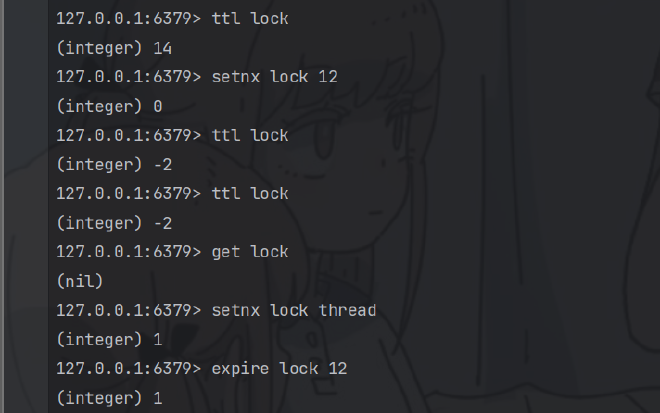 127.0.0.1:6379> ttl lock
(integer) 14
127.0.0.1:6379> setnx lock 12
(integer) 0
127.0.0.1:6379> ttl lock
(integer) -2
127.0.0.1:6379> ttl lock
(integer) -2
127.0.0.1:6379> get lock
(nil)
127.0.0.1:6379> setnx lock thread
(integer) 1
127.0.0.1:6379> expire lock 12
(integer) 1